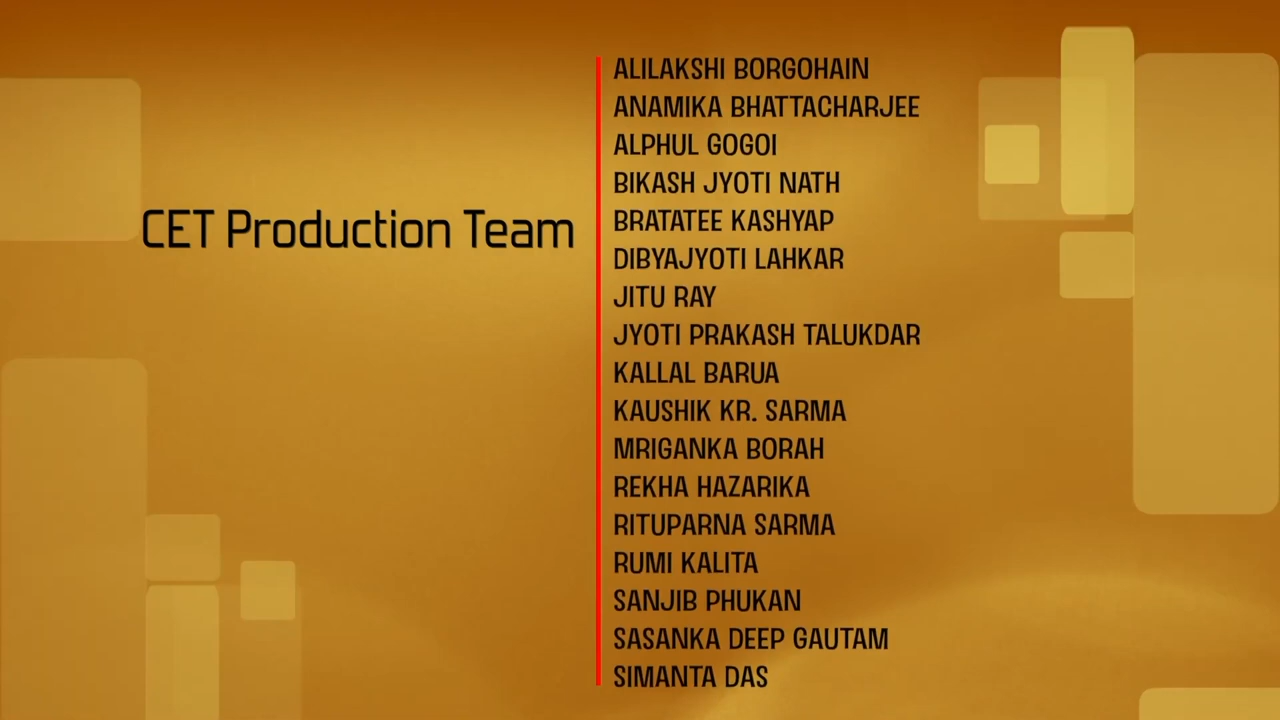 CET Production Team
ALILAKSHI BORGOHAIN
ANAMIKA BHATTACHARJEE
ALPHUL GOGOI
BIKASH JYOTI NATH
BRATATEE KASHYAP
DIBYAJYOTI LAHKAR
JITU RAY
JYOTI PRAKASH TALUKDAR
KALLAL BARUA
KAUSHIK KR. SARMA
MRIGANKA BORAH
REKHA HAZARIKA
RITUPARNA SARMA
RUMI KALITA
SANJIB PHUKAN
SASANKA DEEP GAUTAM
SIMANTA DAS